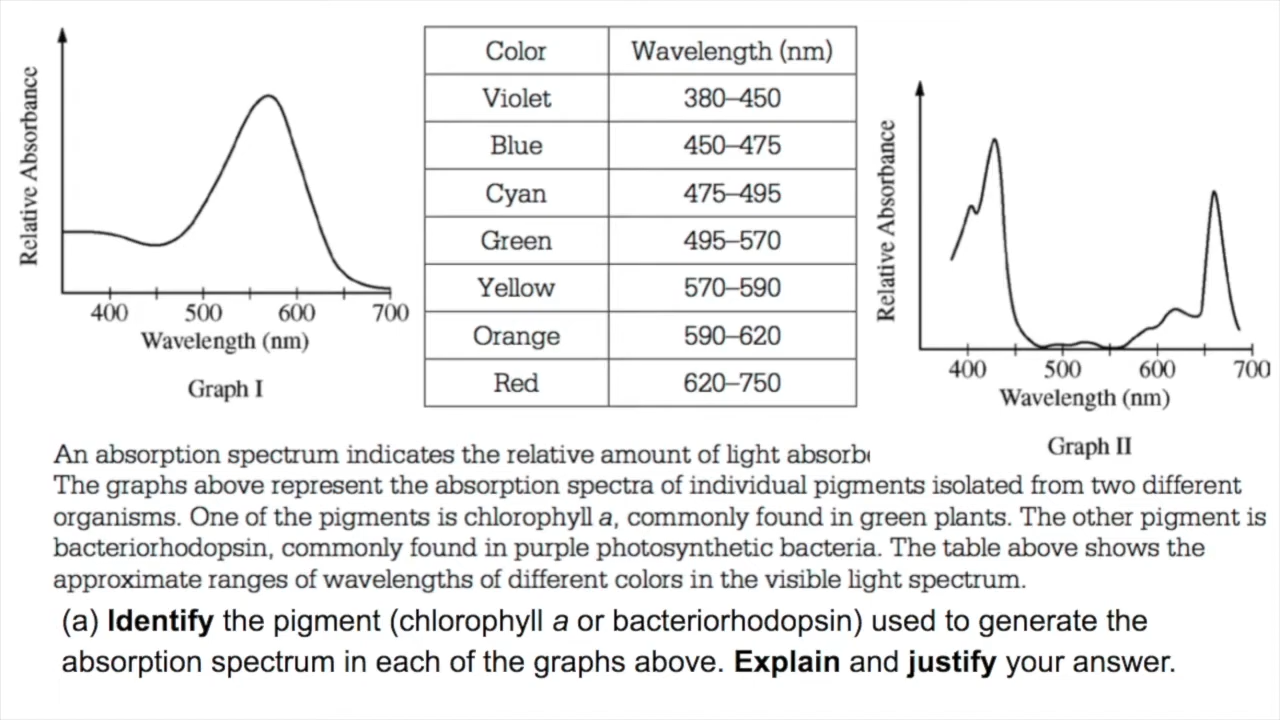 Relative Absorbance
400 500 600 700
Wavelength (nm)
Graph I
Color Wavelength (nm)
Violet 380–450
Blue 450–475
Cyan 475–495
Green 495–570
Yellow 570–590
Orange 590–620
Red 620–750
Relative Absorbance
400 500 600 700
Wavelength (nm)
Graph II
An absorption spectrum indicates the relative amount of light absorb
The graphs above represent the absorption spectra of individual pigments isolated from two different
organisms. One of the pigments is chlorophyll a, commonly found in green plants. The other pigment is
bacteriorhodopsin, commonly found in purple photosynthetic bacteria. The table above shows the
approximate ranges of wavelengths of different colors in the visible light spectrum.
(a) Identify the pigment (chlorophyll a or bacteriorhodopsin) used to generate the
absorption spectrum in each of the graphs above. Explain and justify your answer.